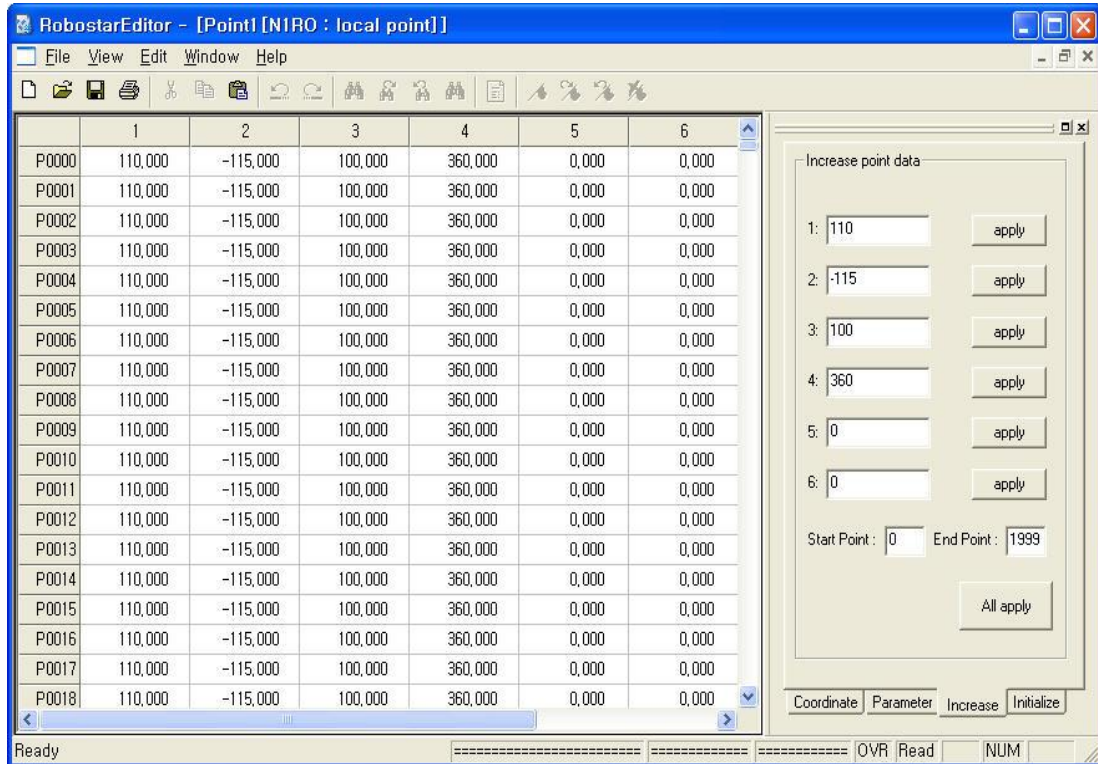 RobostarEditor - [Point1 [N1RO : local point]]
File View Edit Window Help
1 2 3 4 5 6
P0000 110,000 -115,000 100,000 360,000 0,000 0,000
P0001 110,000 -115,000 100,000 360,000 0,000 0,000
P0002 110,000 -115,000 100,000 360,000 0,000 0,000
P0003 110,000 -115,000 100,000 360,000 0,000 0,000
P0004 110,000 -115,000 100,000 360,000 0,000 0,000
P0005 110,000 -115,000 100,000 360,000 0,000 0,000
P0006 110,000 -115,000 100,000 360,000 0,000 0,000
P0007 110,000 -115,000 100,000 360,000 0,000 0,000
P0008 110,000 -115,000 100,000 360,000 0,000 0,000
P0009 110,000 -115,000 100,000 360,000 0,000 0,000
P0010 110,000 -115,000 100,000 360,000 0,000 0,000
P0011 110,000 -115,000 100,000 360,000 0,000 0,000
P0012 110,000 -115,000 100,000 360,000 0,000 0,000
P0013 110,000 -115,000 100,000 360,000 0,000 0,000
P0014 110,000 -115,000 100,000 360,000 0,000 0,000
P0015 110,000 -115,000 100,000 360,000 0,000 0,000
P0016 110,000 -115,000 100,000 360,000 0,000 0,000
P0017 110,000 -115,000 100,000 360,000 0,000 0,000
P0018 110,000 -115,000 100,000 360,000 0,000 0,000
Increase point data
1: 110 apply
2: -115 apply
3: 100 apply
4: 360 apply
5: 0 apply
6: 0 apply
Start Point : 0 End Point : 1999
All apply
Coordinate Parameter Increase Initialize
Ready ========================= ============= ============ OVR Read NUM